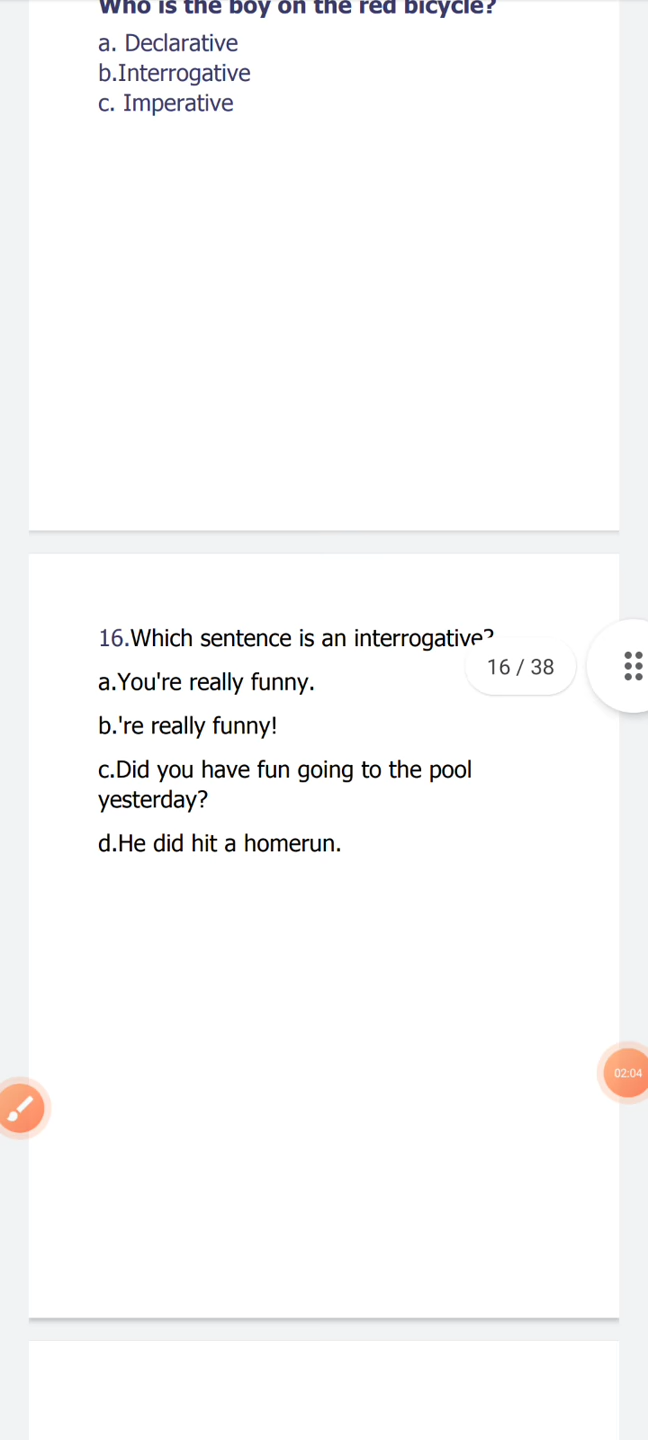 Who is the boy on the red bicycle?
a. Declarative
b.Interrogative
c. Imperative
16.Which sentence is an interrogative?
16 / 38
a.You're really funny.
b.'re really funny!
c.Did you have fun going to the pool
yesterday?
d.He did hit a homerun.
02:04